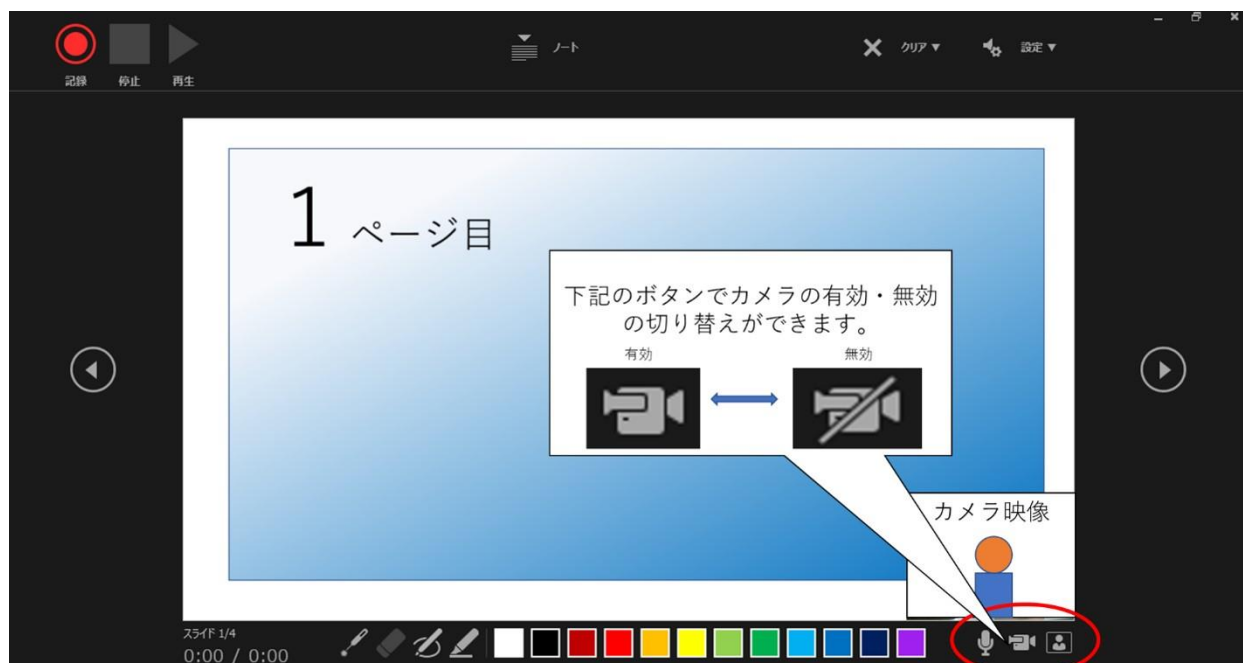 記録 停止 再生
ノート
クリア ▼ 設定 ▼
1 ページ目
下記のボタンでカメラの有効・無効
の切り替えができます。
有効 無効
カメラ映像
スライド 1/4
0:00 / 0:00